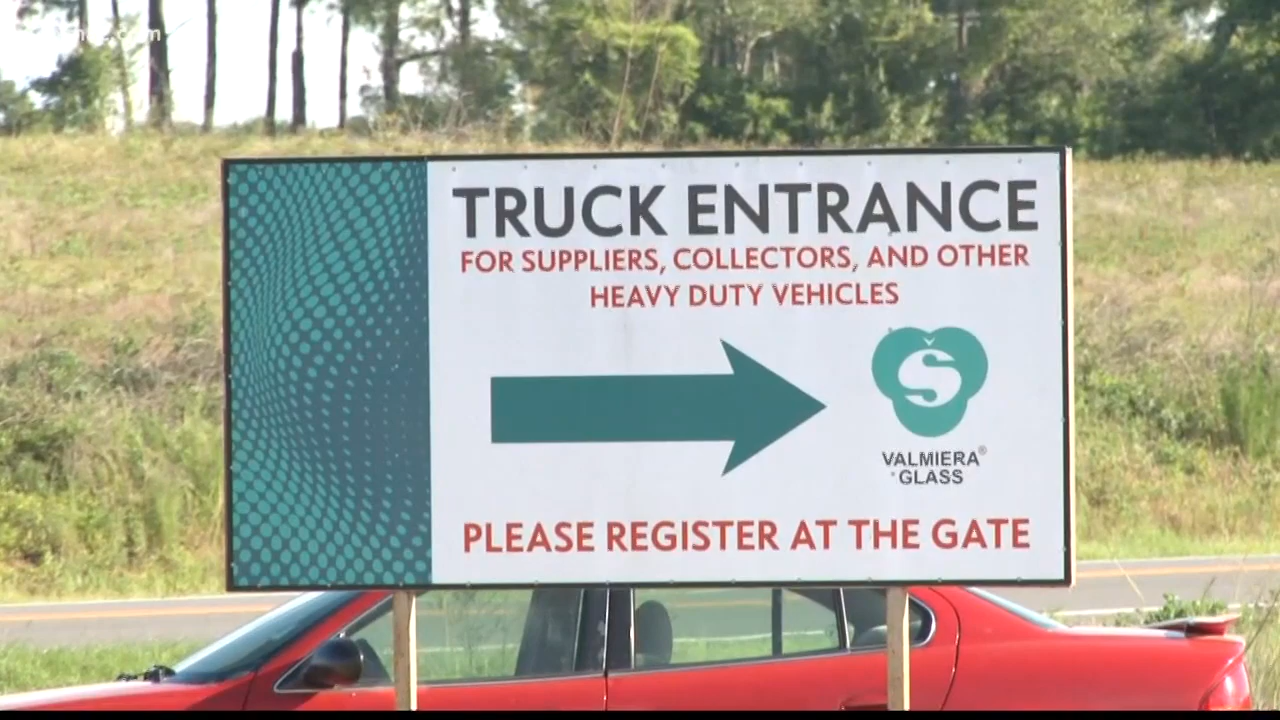 TRUCK ENTRANCE
FOR SUPPLIERS, COLLECTORS, AND OTHER
HEAVY DUTY VEHICLES
S
VALMIERA®
GLASS
PLEASE REGISTER AT THE GATE